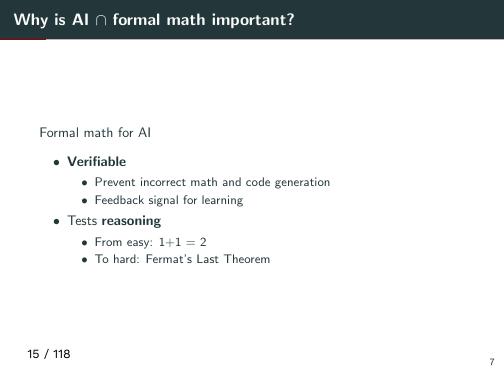 Why is AI ∩ formal math important?
Formal math for AI
• Verifiable
• Prevent incorrect math and code generation
• Feedback signal for learning
• Tests reasoning
• From easy: 1+1 = 2
• To hard: Fermat's Last Theorem
15 / 118
7